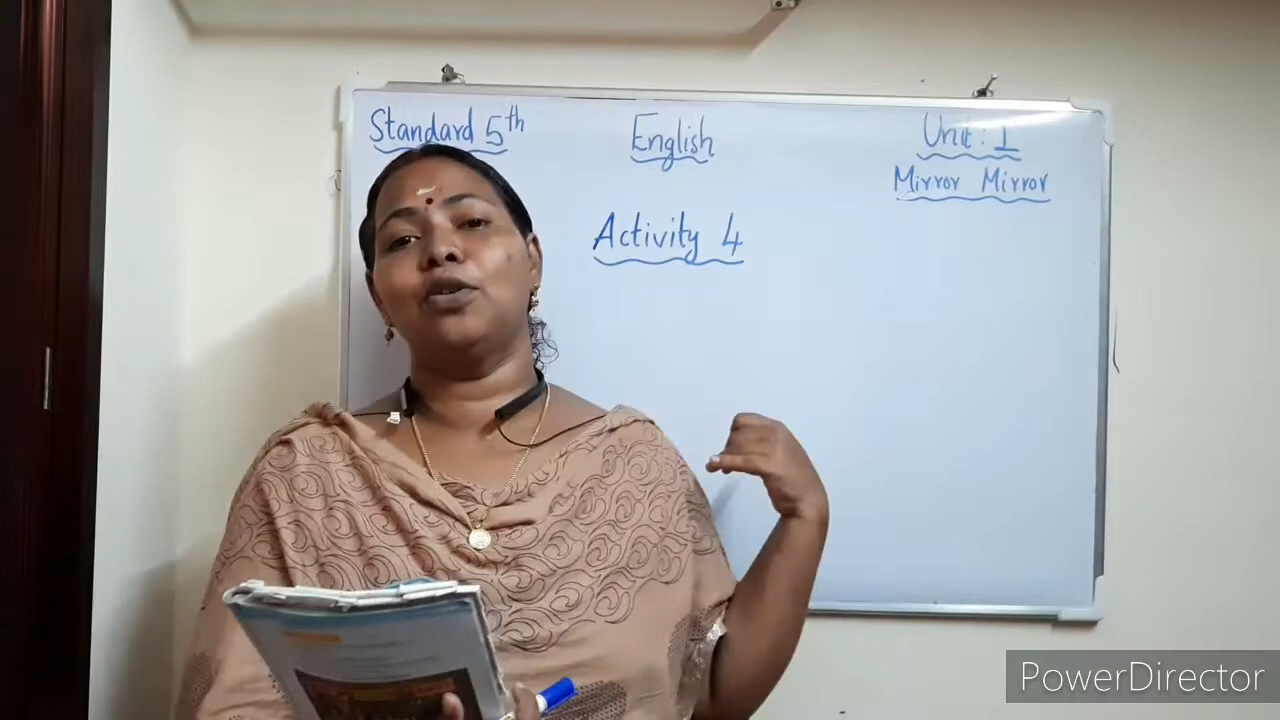 Standard 5th
English
Unit : 1
Mirror Mirror
Activity 4
PowerDirector